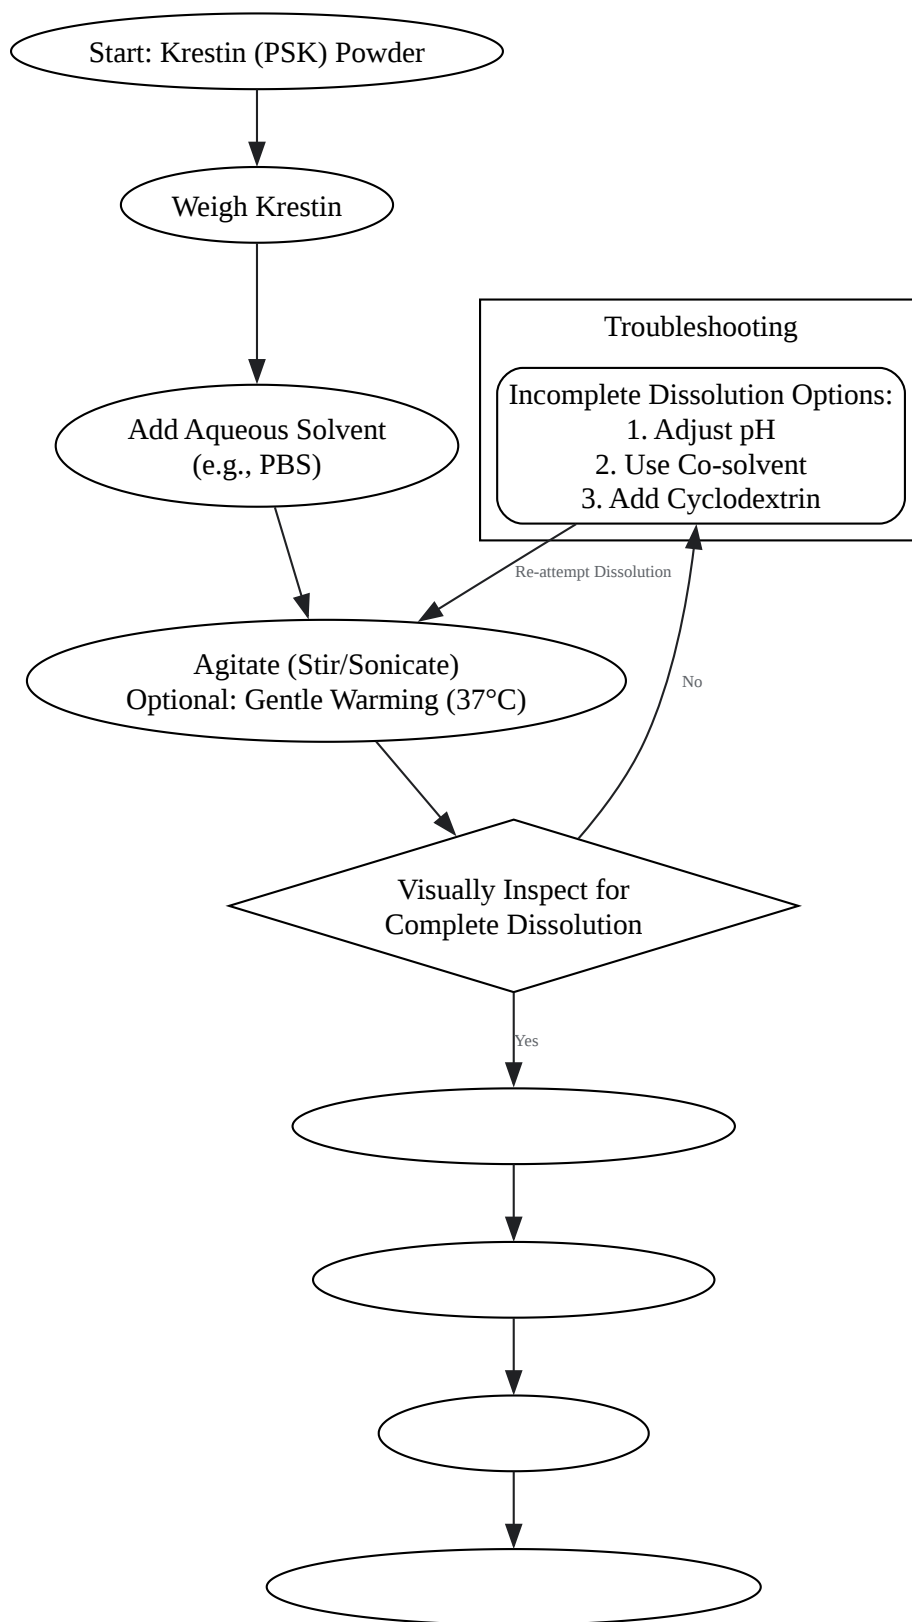 Start: Krestin (PSK) Powder
Weigh Krestin
Add Aqueous Solvent
(e.g., PBS)
Troubleshooting
Incomplete Dissolution Options:
1. Adjust pH
2. Use Co-solvent
3. Add Cyclodextrin
Re-attempt Dissolution
Agitate (Stir/Sonicate)
Optional: Gentle Warming (37°C)
No
Visually Inspect for
Complete Dissolution
Yes